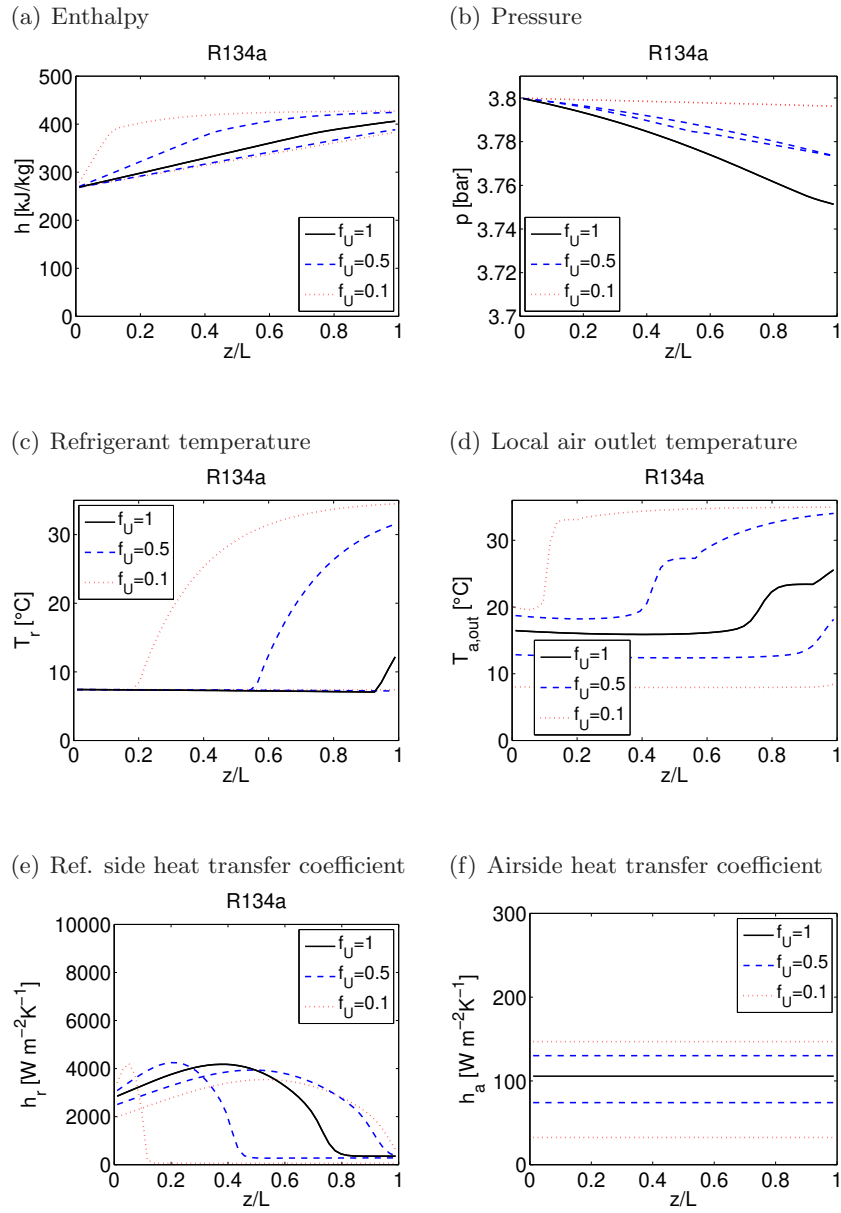 (a) Enthalpy
R134a
500
400
300
200
100
0
h [kJ/kg]
0 0.2 0.4 0.6 0.8 1
z/L
f_U=1
f_U=0.5
f_U=0.1
(b) Pressure
R134a
3.8
3.78
3.76
3.74
3.72
3.7
p [bar]
0 0.2 0.4 0.6 0.8 1
z/L
f_U=1
f_U=0.5
f_U=0.1
(c) Refrigerant temperature
R134a
30
20
10
0
T_r [°C]
0 0.2 0.4 0.6 0.8 1
z/L
f_U=1
f_U=0.5
f_U=0.1
(d) Local air outlet temperature
R134a
30
20
10
0
T_a,out [°C]
0 0.2 0.4 0.6 0.8 1
z/L
f_U=1
f_U=0.5
f_U=0.1
(e) Ref. side heat transfer coefficient
R134a
10000
8000
6000
4000
2000
0
h_r [W m⁻²K⁻¹]
0 0.2 0.4 0.6 0.8 1
z/L
f_U=1
f_U=0.5
f_U=0.1
(f) Airside heat transfer coefficient
300
200
100
0
h_a [W m⁻²K⁻¹]
0 0.2 0.4 0.6 0.8 1
z/L
f_U=1
f_U=0.5
f_U=0.1